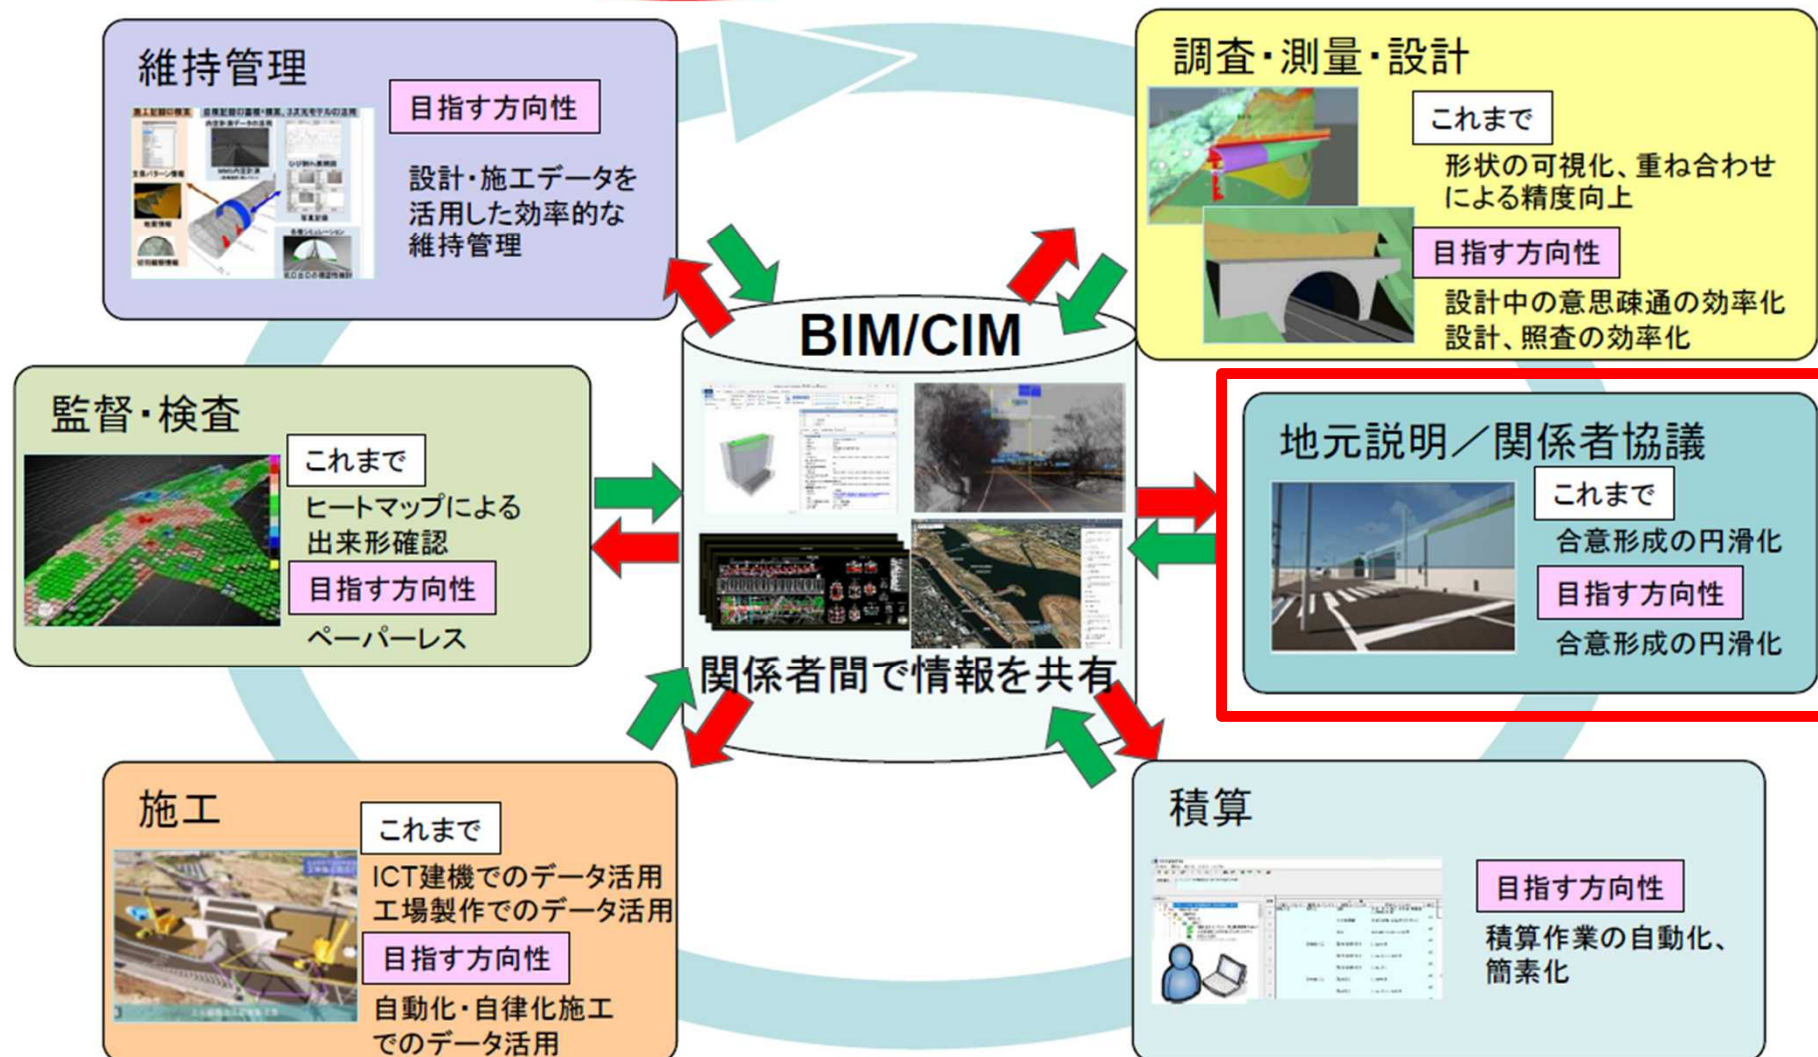 維持管理
目指す方向性
設計・施工データを
活用した効率的な
維持管理
調査・測量・設計
これまで
形状の可視化、重ね合わせ
による精度向上
目指す方向性
設計中の意思疎通の効率化
設計、照査の効率化
BIM/CIM
関係者間で情報を共有
監督・検査
これまで
ヒートマップによる
出来形確認
目指す方向性
ペーパーレス
地元説明／関係者協議
これまで
合意形成の円滑化
目指す方向性
合意形成の円滑化
施工
これまで
ICT建機でのデータ活用
工場製作でのデータ活用
目指す方向性
自動化・自律化施工
でのデータ活用
積算
目指す方向性
積算作業の自動化、
簡素化